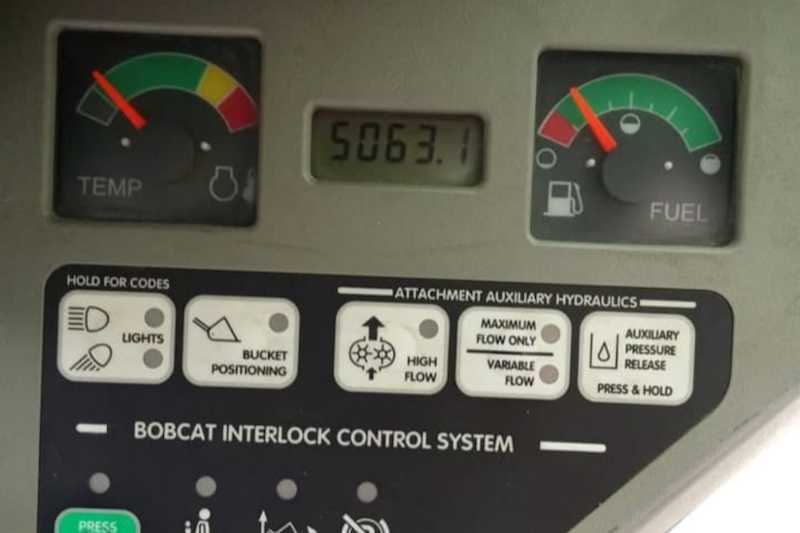 TEMP
5063.1
FUEL
HOLD FOR CODES
LIGHTS
BUCKET
POSITIONING
ATTACHMENT AUXILIARY HYDRAULICS
HIGH
FLOW
MAXIMUM
FLOW ONLY
VARIABLE
FLOW
AUXILIARY
PRESSURE
RELEASE
PRESS & HOLD
BOBCAT INTERLOCK CONTROL SYSTEM
PRESS